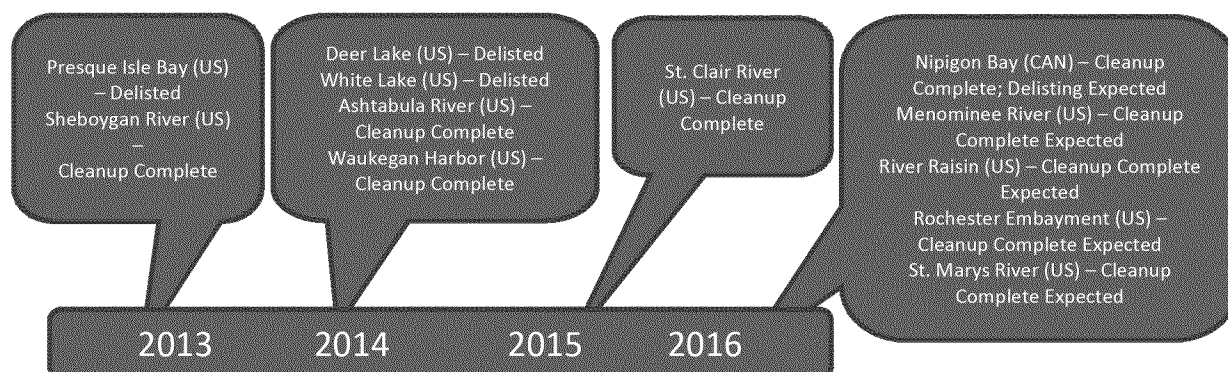 Presque Isle Bay (US)
– Delisted
Sheboygan River (US)
–
Cleanup Complete
Deer Lake (US) – Delisted
White Lake (US) – Delisted
Ashtabula River (US) –
Cleanup Complete
Waukegan Harbor (US) –
Cleanup Complete
St. Clair River
(US) – Cleanup
Complete
Nipigon Bay (CAN) – Cleanup
Complete; Delisting Expected
Menominee River (US) – Cleanup
Complete Expected
River Raisin (US) – Cleanup Complete
Expected
Rochester Embayment (US) –
Cleanup Complete Expected
St. Marys River (US) – Cleanup
Complete Expected
2013 2014 2015 2016